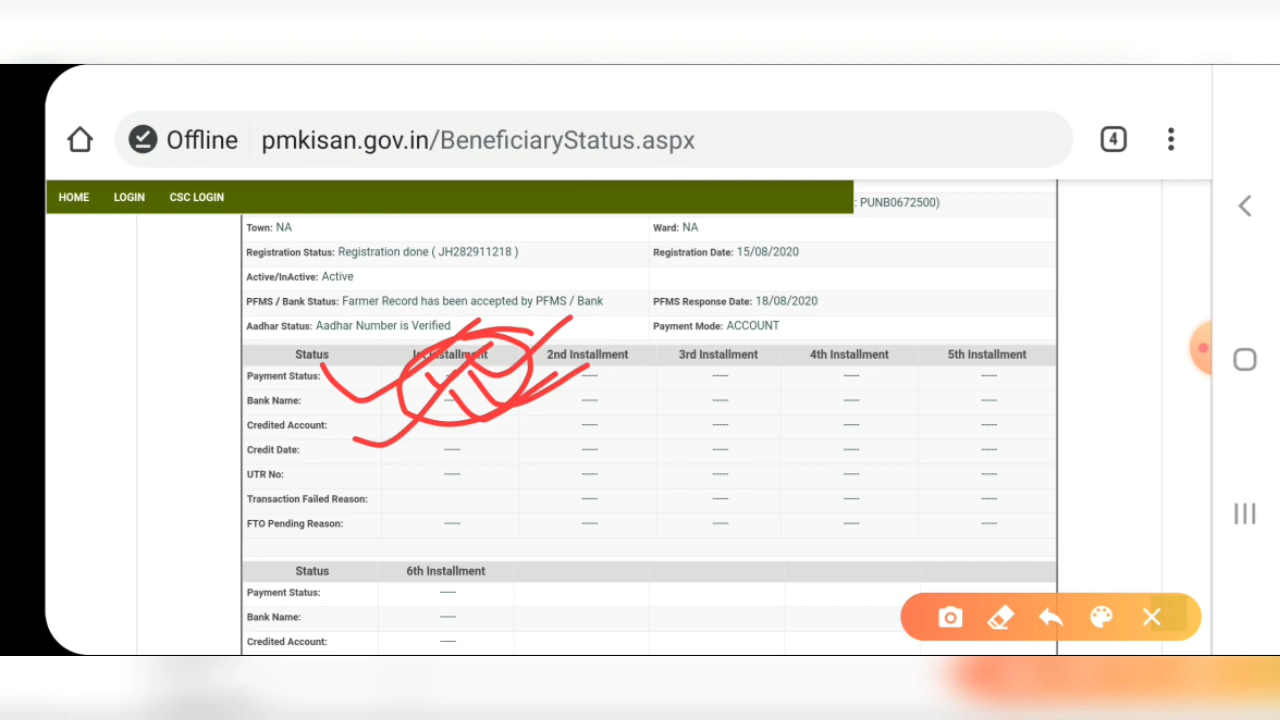 Offline pmkisan.gov.in/BeneficiaryStatus.aspx 4
HOME LOGIN CSC LOGIN
: PUNB0672500)
Town: NA Ward: NA
Registration Status: Registration done ( JH282911218 ) Registration Date: 15/08/2020
Active/InActive: Active
PFMS / Bank Status: Farmer Record has been accepted by PFMS / Bank PFMS Response Date: 18/08/2020
Aadhar Status: Aadhar Number is Verified Payment Mode: ACCOUNT
Status Ist Installment 2nd Installment 3rd Installment 4th Installment 5th Installment
Payment Status: ----- ----- ----- ----- -----
Bank Name: ----- ----- ----- ----- -----
Credited Account: ----- ----- ----- -----
Credit Date: ----- ----- ----- ----- -----
UTR No: ----- ----- ----- ----- -----
Transaction Failed Reason: ----- ----- ----- -----
FTO Pending Reason: ----- ----- ----- ----- -----
Status 6th Installment
Payment Status: -----
Bank Name: -----
Credited Account: -----